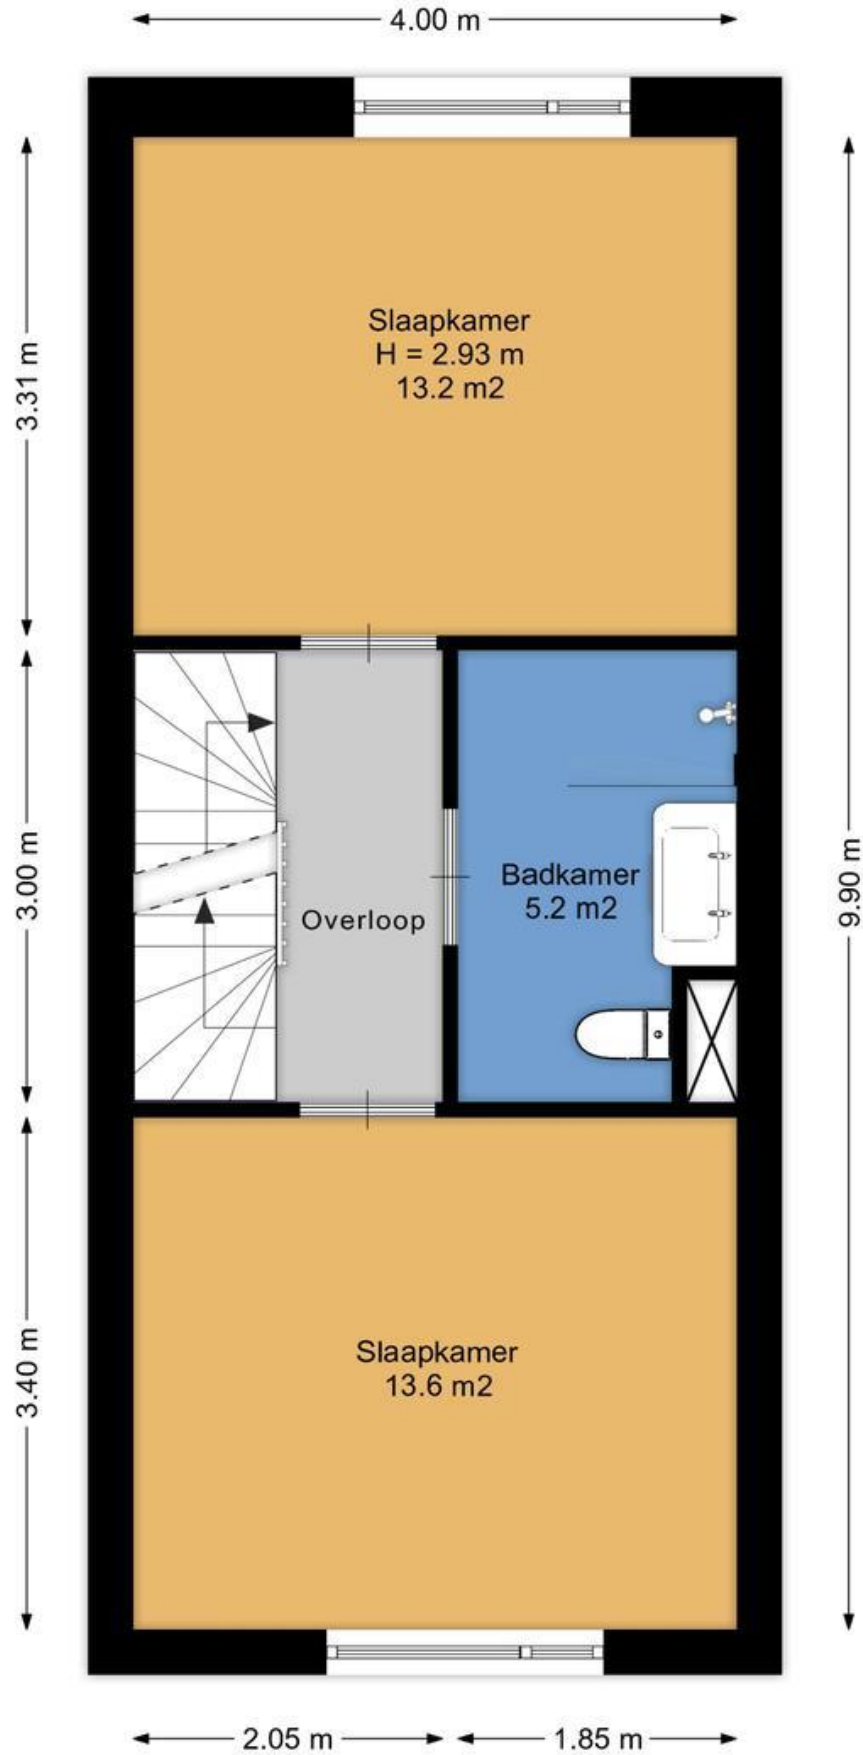 4.00 m
Slaapkamer
H = 2.93 m
13.2 m2
3.31 m
3.00 m
9.90 m
Badkamer
5.2 m2
Overloop
Slaapkamer
13.6 m2
3.40 m
2.05 m
1.85 m